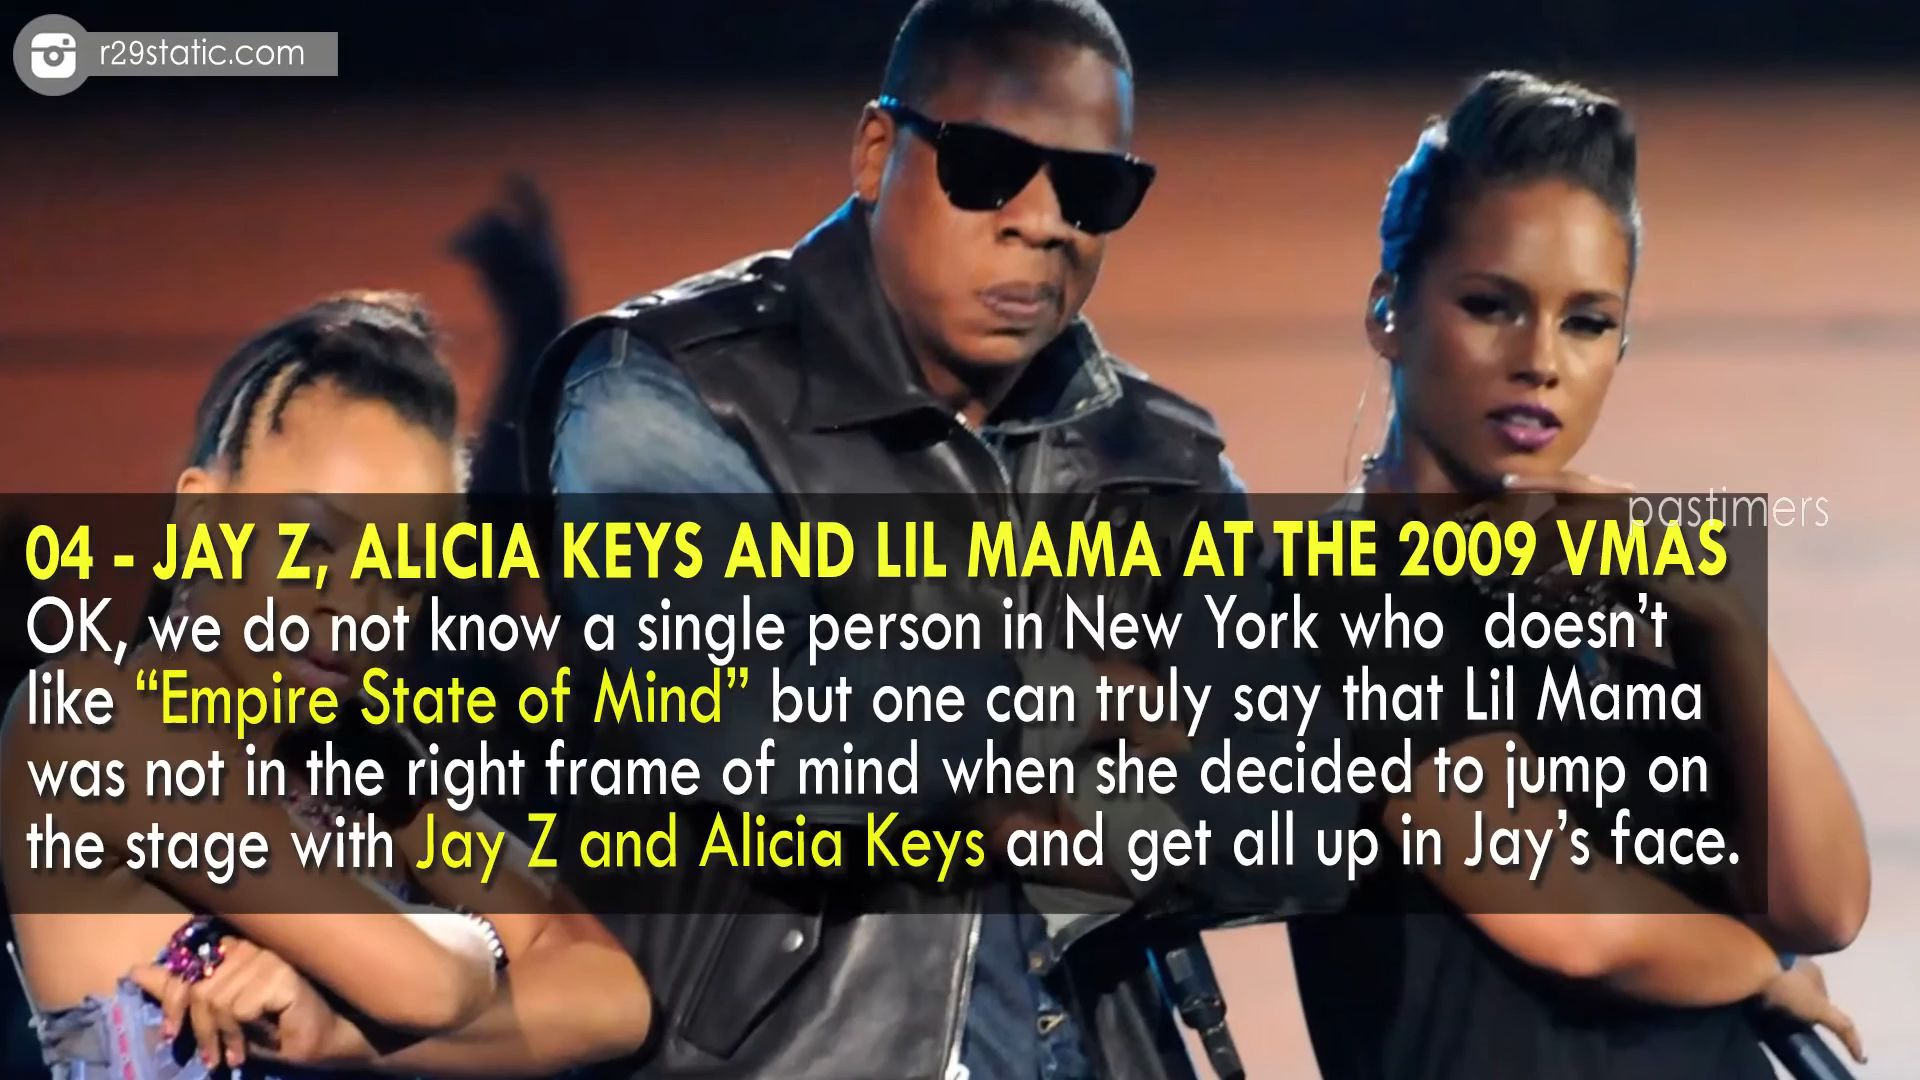 r29static.com
pastimers
04 - JAY Z, ALICIA KEYS AND LIL MAMA AT THE 2009 VMAS
OK, we do not know a single person in New York who doesn't
like “Empire State of Mind” but one can truly say that Lil Mama
was not in the right frame of mind when she decided to jump on
the stage with Jay Z and Alicia Keys and get all up in Jay's face.